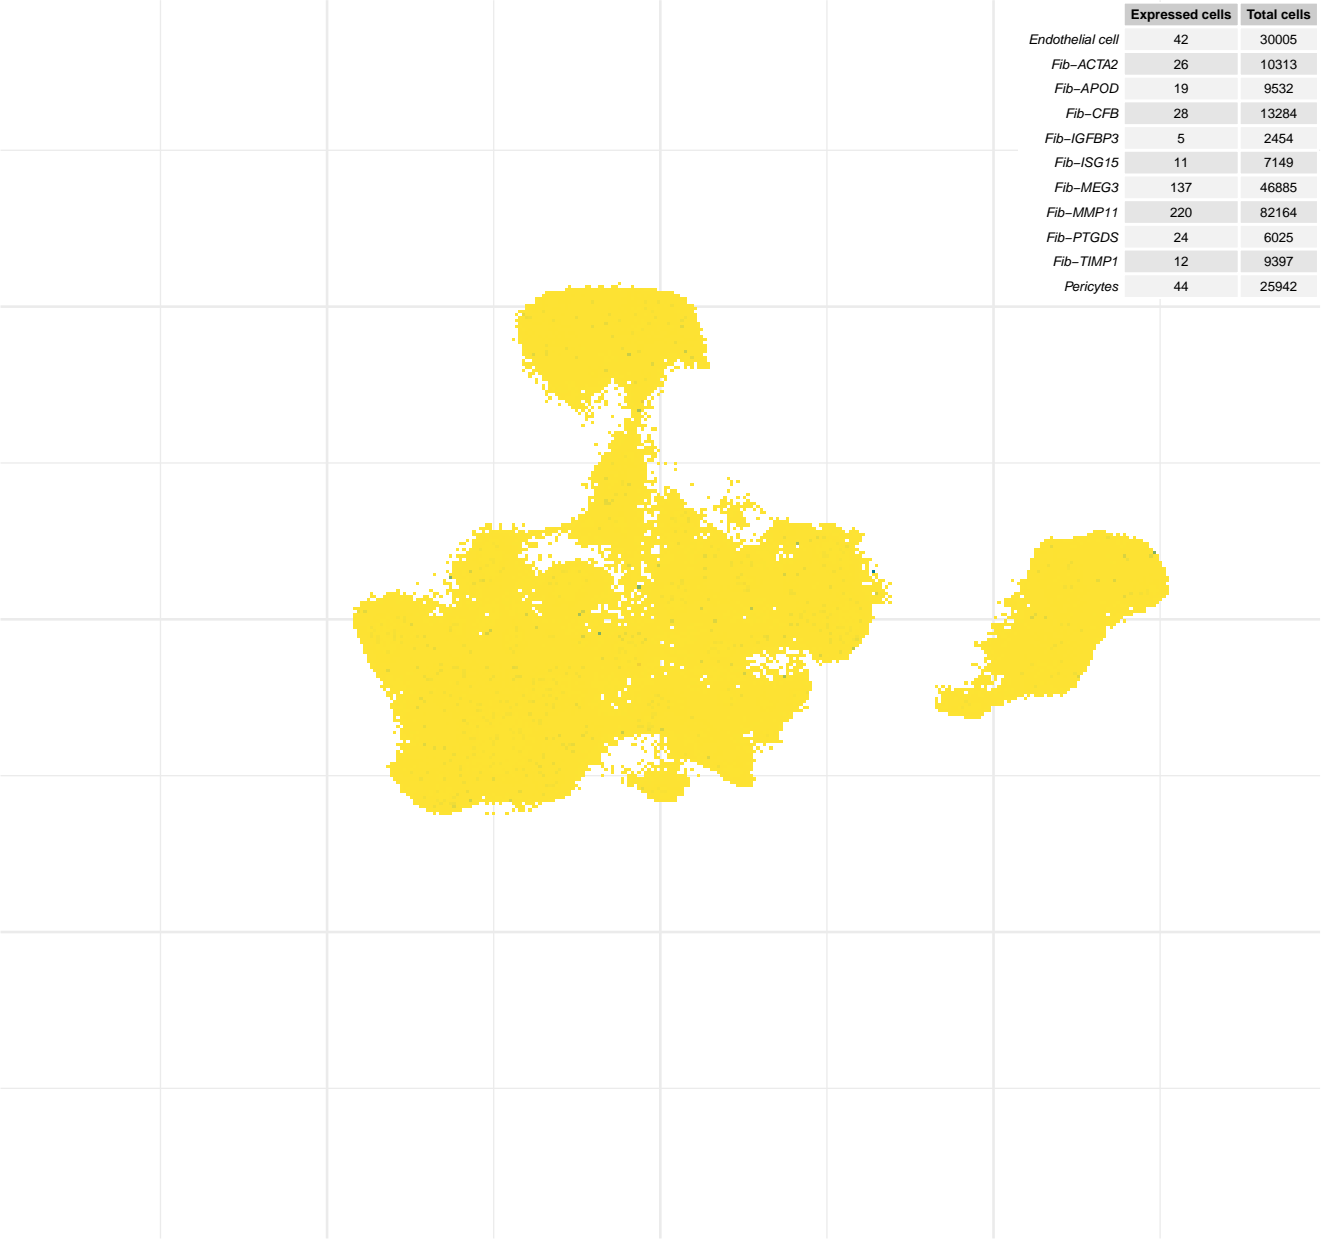 Expressed cells Total cells
Endothelial cell 42 30005
Fib−ACTA2 26 10313
Fib−APOD 19 9532
Fib−CFB 28 13284
Fib−IGFBP3 5 2454
Fib−ISG15 11 7149
Fib−MEG3 137 46885
Fib−MMP11 220 82164
Fib−PTGDS 24 6025
Fib−TIMP1 12 9397
Pericytes 44 25942